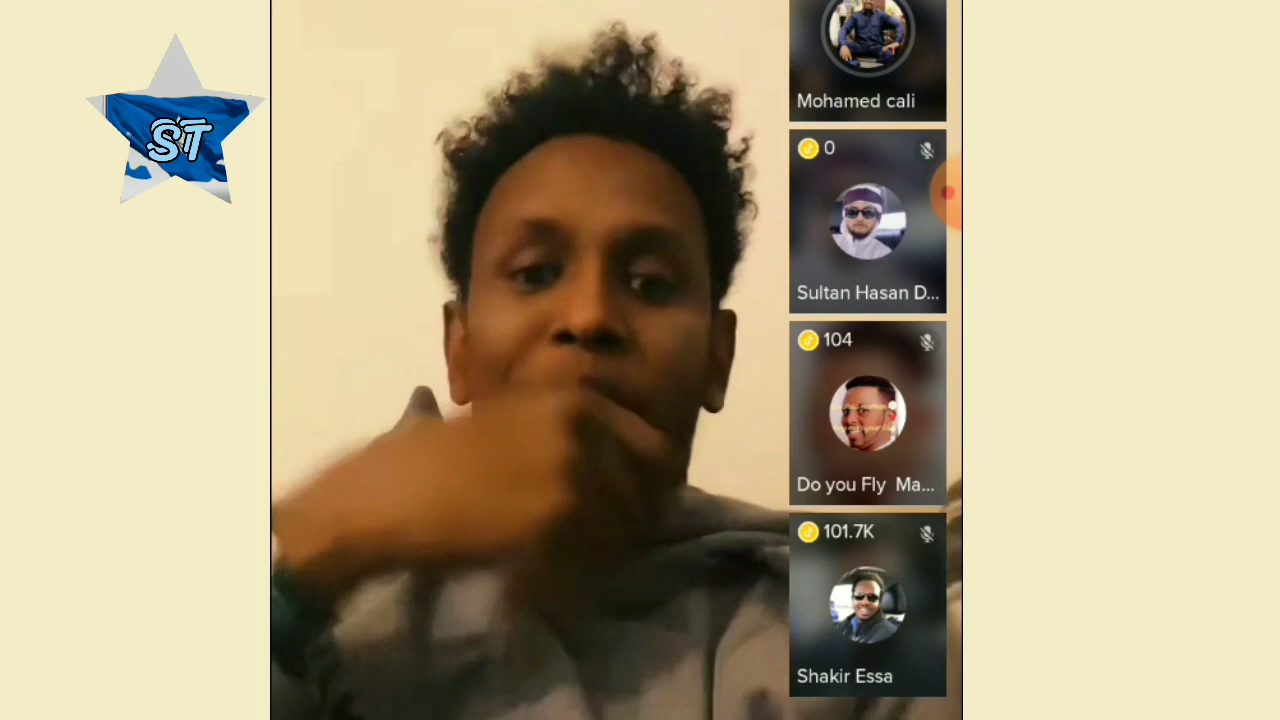 ST
Mohamed cali
0
Sultan Hasan D...
104
Do you Fly Ma...
101.7K
Shakir Essa